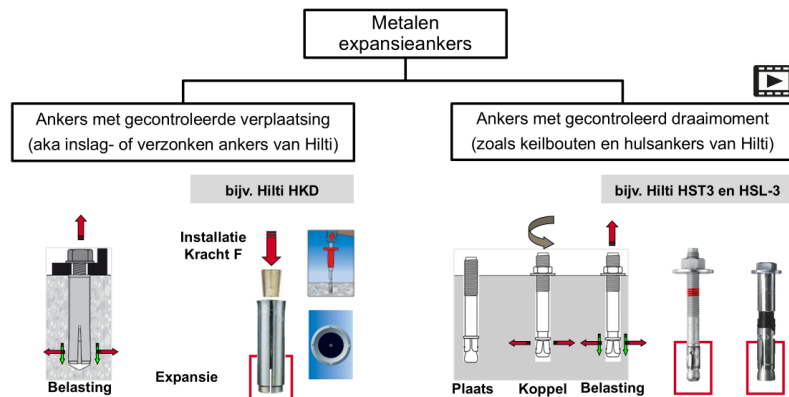 Metalen
expansieankers
Ankers met gecontroleerde verplaatsing
(aka inslag- of verzonken ankers van Hilti)
Ankers met gecontroleerd draaimoment
(zoals keilbouten en hulsankers van Hilti)
bijv. Hilti HKD
bijv. Hilti HST3 en HSL-3
Installatie
Kracht F
Belasting
Expansie
Plaats
Koppel
Belasting